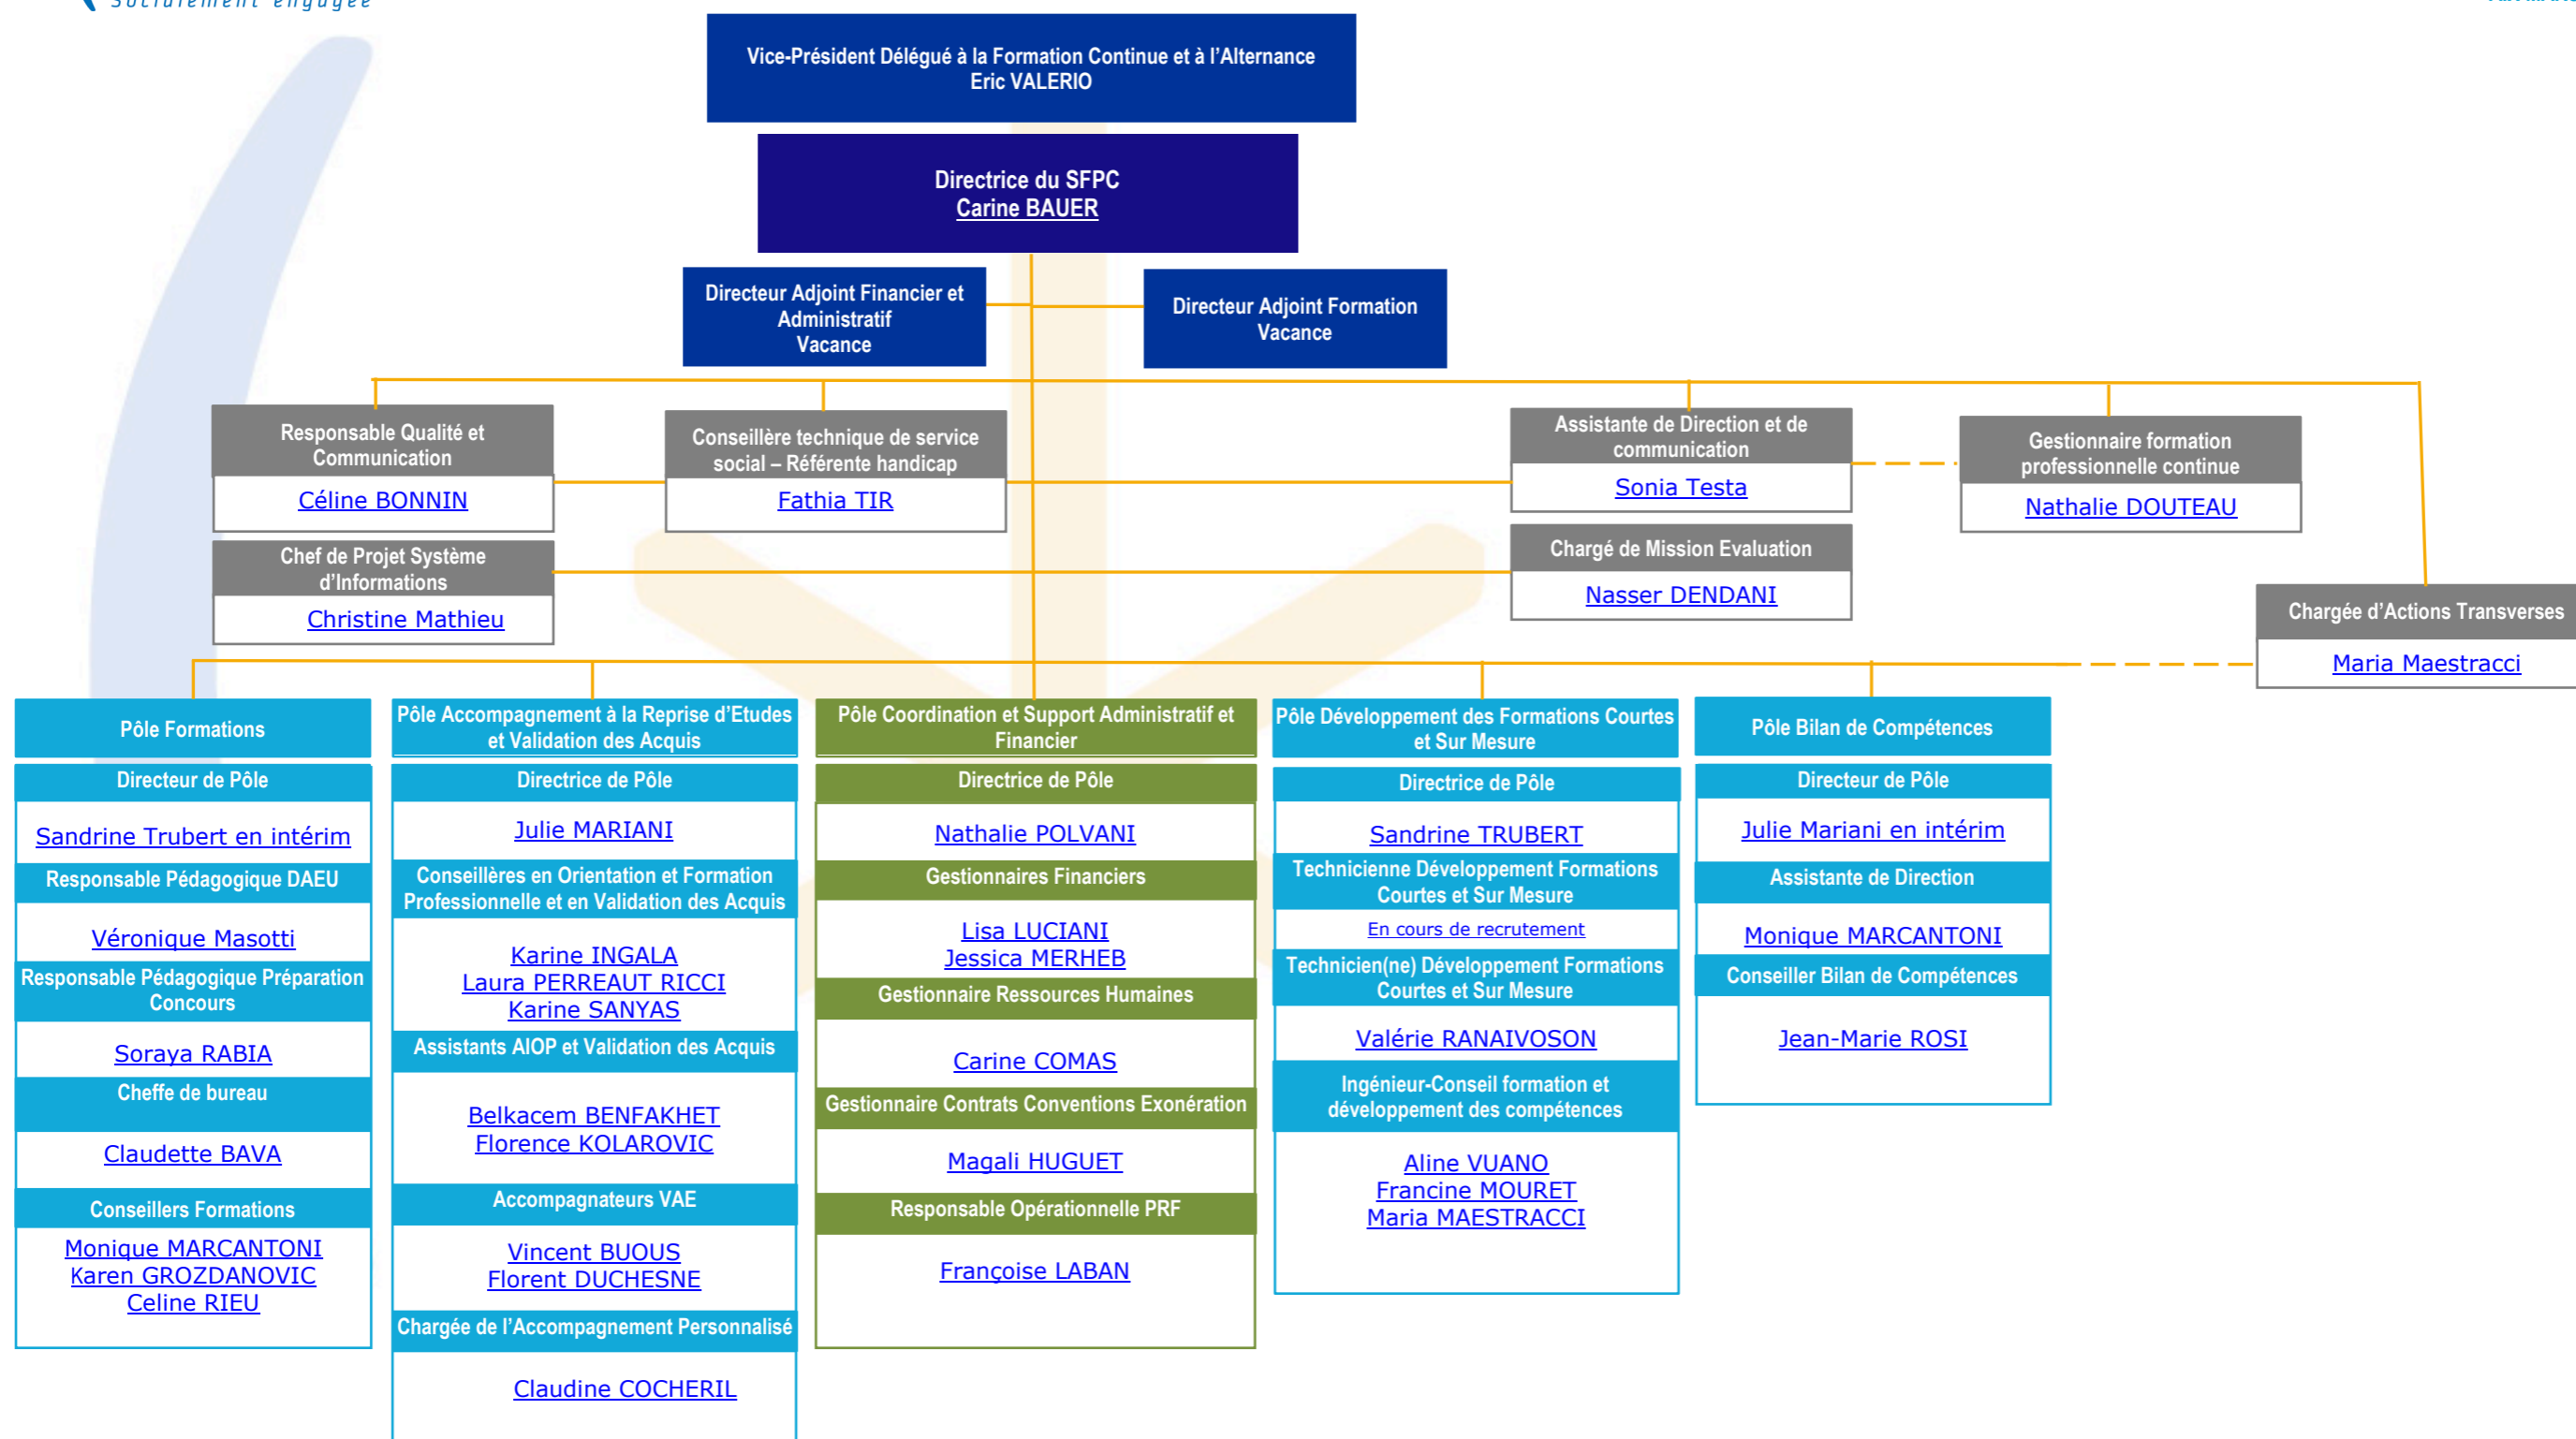 Socialement engagée
Vice-Président Délégué à la Formation Continue et à l’Alternance
Eric VALERIO
Directrice du SFPC
Carine BAUER
Directeur Adjoint Financier et
Administratif
Vacance
Directeur Adjoint Formation
Vacance
Responsable Qualité et
Communication
Céline BONNIN
Conseillère technique de service
social – Référente handicap
Fathia TIR
Assistante de Direction et de
communication
Sonia Testa
Gestionnaire formation
professionnelle continue
Nathalie DOUTEAU
Chef de Projet Système
d’Informations
Christine Mathieu
Chargé de Mission Evaluation
Nasser DENDANI
Chargée d’Actions Transverses
Maria Maestracci
Pôle Formations
Directeur de Pôle
Sandrine Trubert en intérim
Responsable Pédagogique DAEU
Véronique Masotti
Responsable Pédagogique Préparation
Concours
Soraya RABIA
Cheffe de bureau
Claudette BAVA
Conseillers Formations
Monique MARCANTONI
Karen GROZDANOVIC
Celine RIEU
Pôle Accompagnement à la Reprise d’Etudes
et Validation des Acquis
Directrice de Pôle
Julie MARIANI
Conseillères en Orientation et Formation
Professionnelle et en Validation des Acquis
Karine INGALA
Laura PERREAUT RICCI
Karine SANYAS
Assistants AIOP et Validation des Acquis
Belkacem BENFAKHET
Florence KOLAROVIC
Accompagnateurs VAE
Vincent BUOUS
Florent DUCHESNE
Chargée de l’Accompagnement Personnalisé
Claudine COCHERIL
Pôle Coordination et Support Administratif et
Financier
Directrice de Pôle
Nathalie POLVANI
Gestionnaires Financiers
Lisa LUCIANI
Jessica MERHEB
Gestionnaire Ressources Humaines
Carine COMAS
Gestionnaire Contrats Conventions Exonération
Magali HUGUET
Responsable Opérationnelle PRF
Françoise LABAN
Pôle Développement des Formations Courtes
et Sur Mesure
Directrice de Pôle
Sandrine TRUBERT
Technicienne Développement Formations
Courtes et Sur Mesure
En cours de recrutement
Technicien(ne) Développement Formations
Courtes et Sur Mesure
Valérie RANAIVOSON
Ingénieur-Conseil formation et
développement des compétences
Aline VUANO
Francine MOURET
Maria MAESTRACCI
Pôle Bilan de Compétences
Directeur de Pôle
Julie Mariani en intérim
Assistante de Direction
Monique MARCANTONI
Conseiller Bilan de Compétences
Jean-Marie ROSI